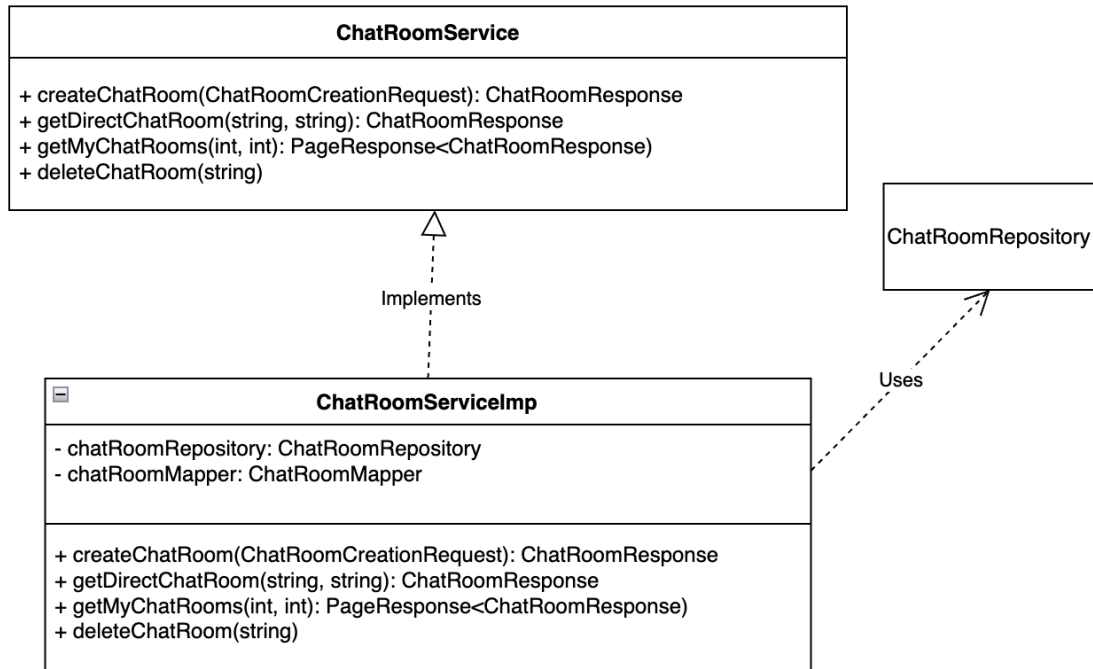 ChatRoomService
+ createChatRoom(ChatRoomCreationRequest): ChatRoomResponse
+ getDirectChatRoom(string, string): ChatRoomResponse
+ getMyChatRooms(int, int): PageResponse<ChatRoomResponse)
+ deleteChatRoom(string)
ChatRoomRepository
Implements
Uses
ChatRoomServiceImp
- chatRoomRepository: ChatRoomRepository
- chatRoomMapper: ChatRoomMapper
+ createChatRoom(ChatRoomCreationRequest): ChatRoomResponse
+ getDirectChatRoom(string, string): ChatRoomResponse
+ getMyChatRooms(int, int): PageResponse<ChatRoomResponse)
+ deleteChatRoom(string)